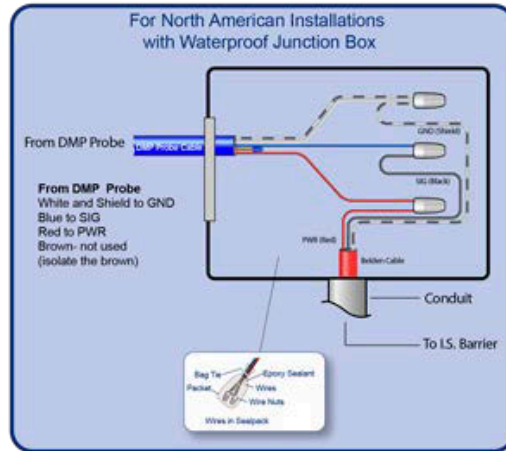 For North American Installations
with Waterproof Junction Box
GND (Shield)
From DMP Probe
DMP Probe Cable
From DMP Probe
White and Shield to GND
Blue to SIG
Red to PWR
Brown- not used
(isolate the brown)
SIG (Black)
PWR (Red)
Belden Cable
Conduit
To I.S. Barrier
Bag Tie
Epoxy Sealant
Packet
Wires
Wire Nuts
Wires in Sealpack